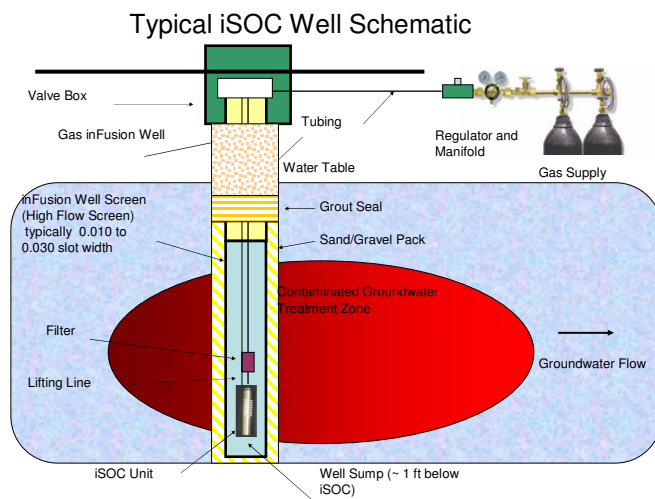 Typical iSOC Well Schematic
Valve Box
Gas inFusion Well
Tubing
Regulator and
Manifold
Gas Supply
Water Table
inFusion Well Screen
(High Flow Screen)
typically 0.010 to
0.030 slot width
Grout Seal
Sand/Gravel Pack
Contaminated Groundwater
Treatment Zone
Filter
Lifting Line
Groundwater Flow
iSOC Unit
Well Sump (~ 1 ft below
iSOC)